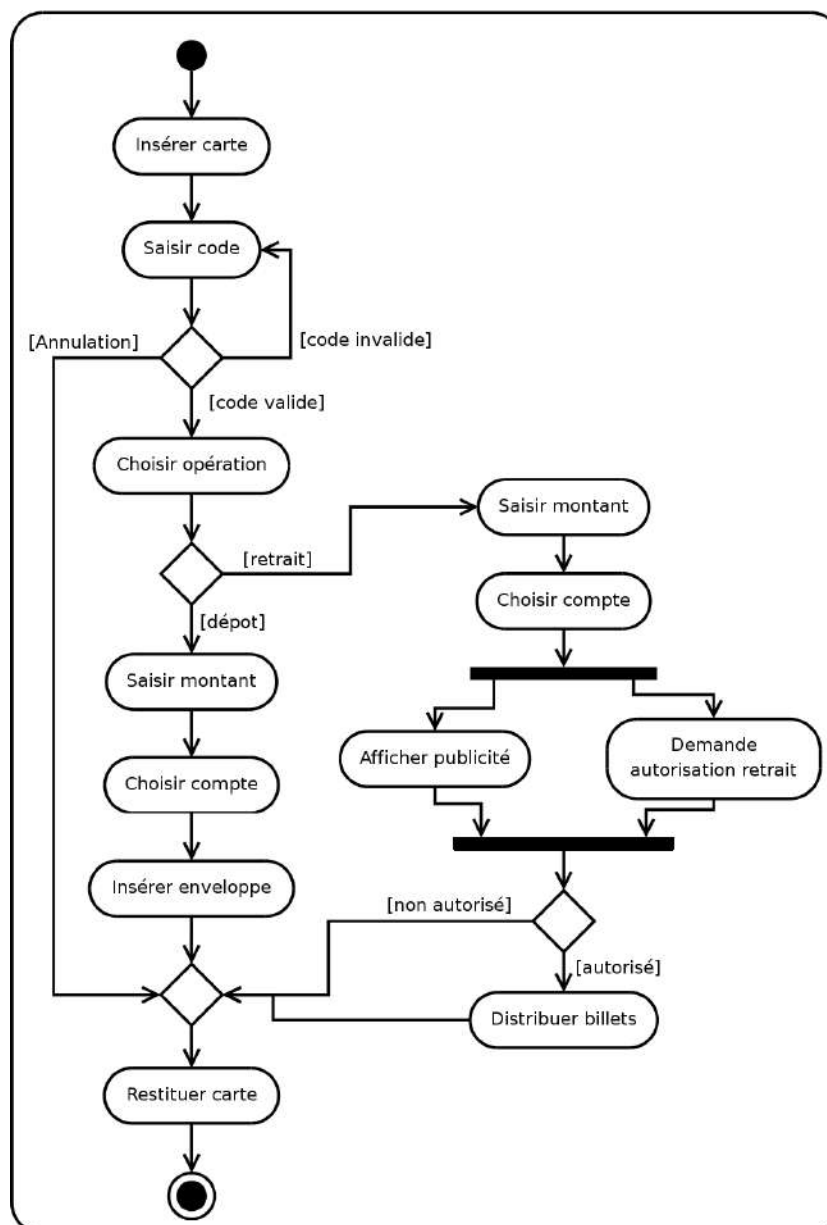 Insérer carte
Saisir code
[Annulation]
[code invalide]
[code valide]
Choisir opération
Saisir montant
[retrait]
Choisir compte
[dépot]
Saisir montant
Afficher publicité
Demande
autorisation retrait
Choisir compte
Insérer enveloppe
[non autorisé]
[autorisé]
Distribuer billets
Restituer carte